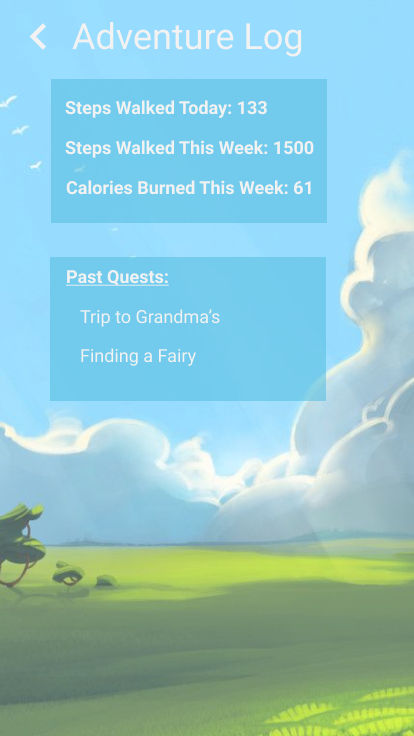 Adventure Log
Steps Walked Today: 133
Steps Walked This Week: 1500
Calories Burned This Week: 61
Past Quests:
Trip to Grandma's
Finding a Fairy